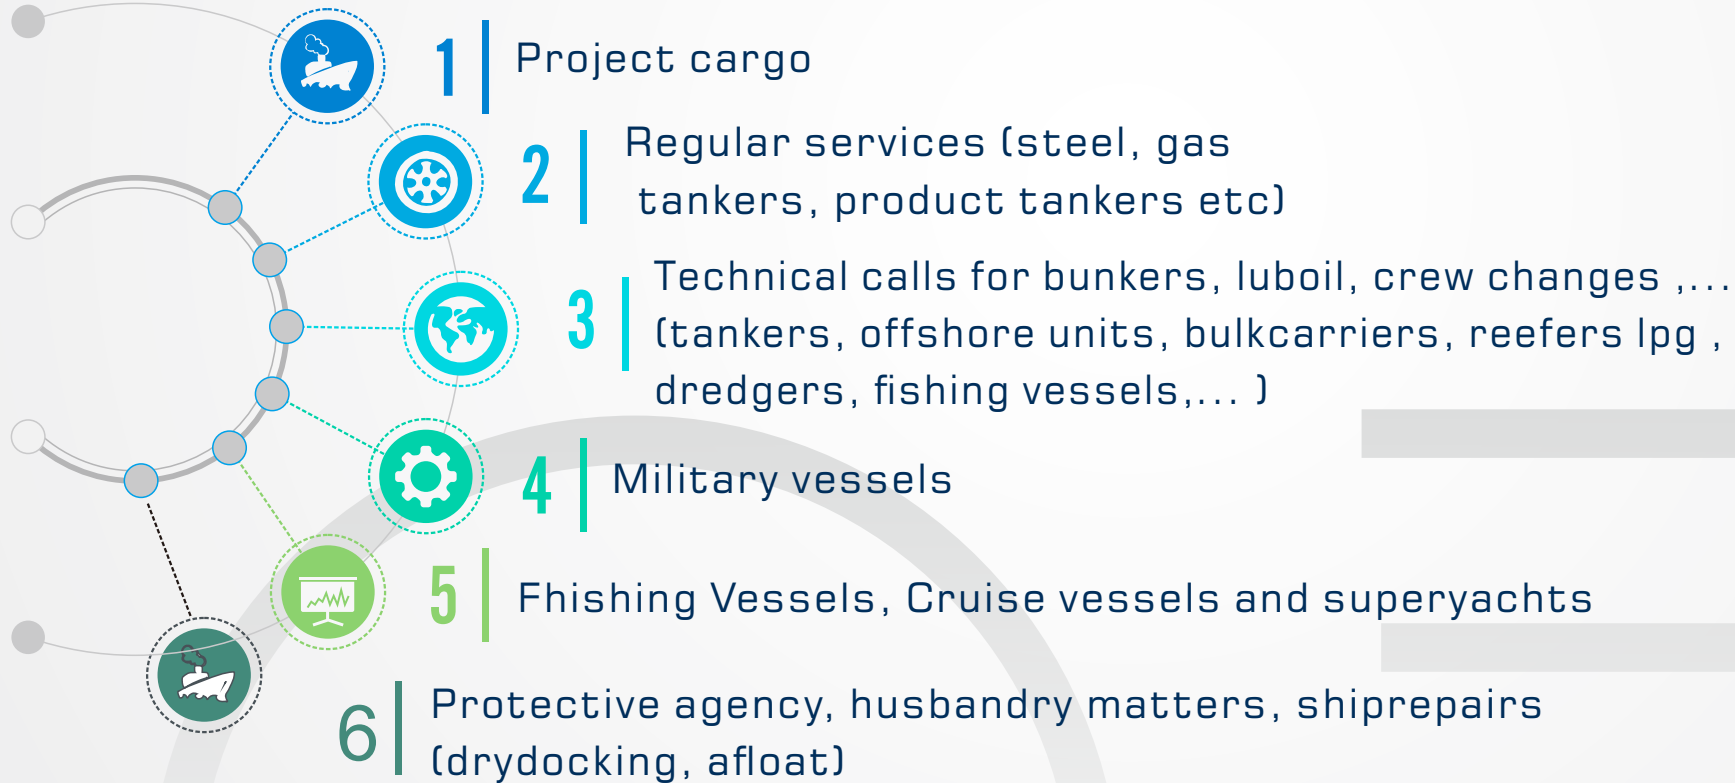 1 Project cargo
2 Regular services (steel, gas
tankers, product tankers etc)
3 Technical calls for bunkers, luboil, crew changes ,...
(tankers, offshore units, bulkcarriers, reefers lpg ,
dredgers, fishing vessels,... )
4 Military vessels
5 Fhishing Vessels, Cruise vessels and superyachts
6 Protective agency, husbandry matters, shiprepairs
(drydocking, afloat)